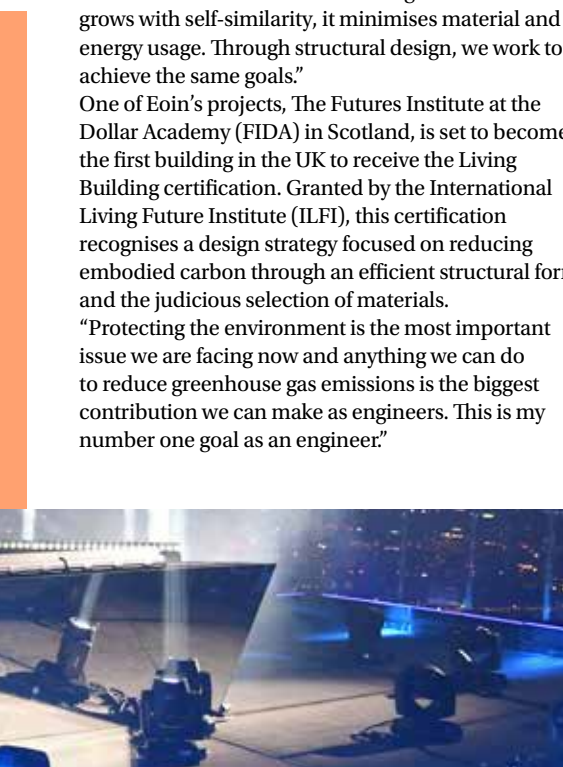 grows with self-similarity, it minimises material and
energy usage. Through structural design, we work to
achieve the same goals.”
One of Eoin’s projects, The Futures Institute at the
Dollar Academy (FIDA) in Scotland, is set to become
the first building in the UK to receive the Living
Building certification. Granted by the International
Living Future Institute (ILFI), this certification
recognises a design strategy focused on reducing
embodied carbon through an efficient structural for
and the judicious selection of materials.
“Protecting the environment is the most important
issue we are facing now and anything we can do
to reduce greenhouse gas emissions is the biggest
contribution we can make as engineers. This is my
number one goal as an engineer.”